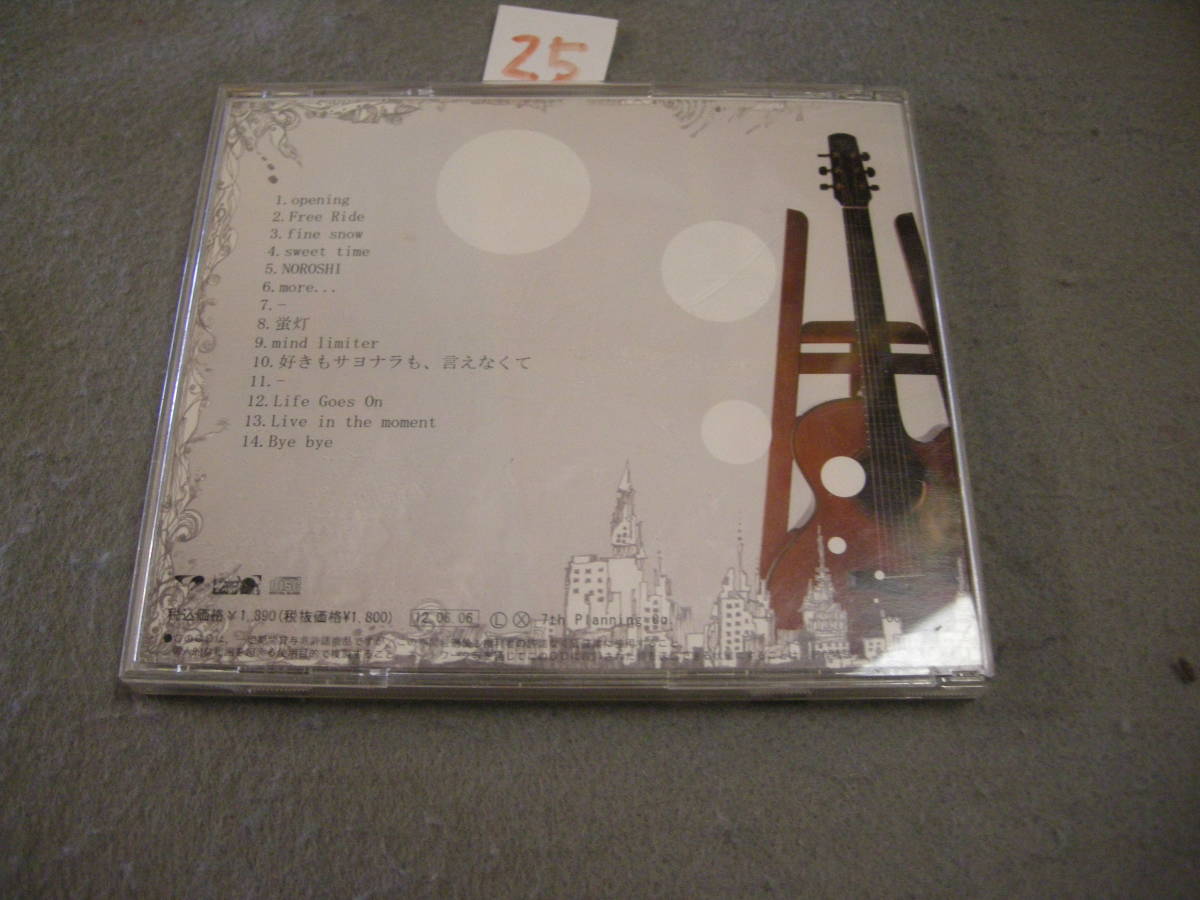 25
1. opening
2. Free Ride
3. fine snow
4. sweet time
5. NOROSHI
6. more...
7. -
8. 蛍灯
9. mind limiter
10. 好きもサヨナラも、言えなくて
11. -
12. Life Goes On
13. Live in the moment
14. Bye bye
税込価格¥1,890(税抜価格¥1,800) 12.06.06 Ⓛ Ⓧ 7th Planning Co.